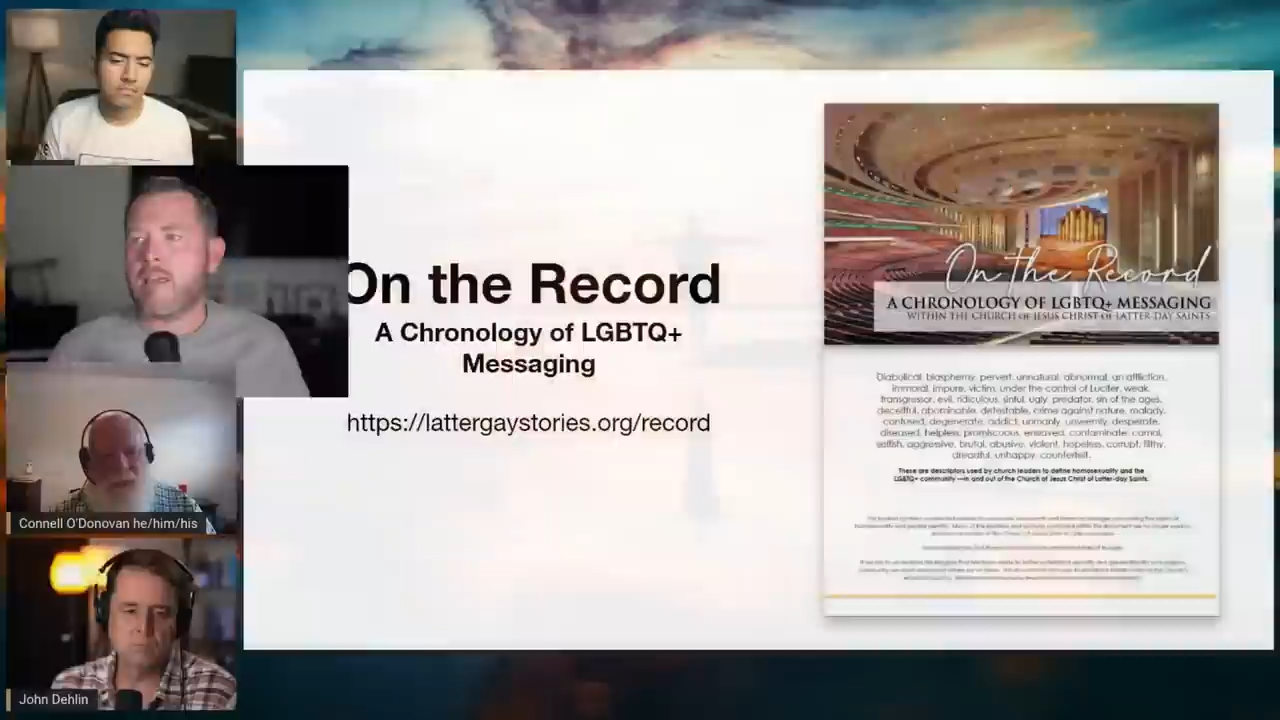 On the Record
A Chronology of LGBTQ+
Messaging
https://lattergaystories.org/record
On the Record
A CHRONOLOGY OF LGBTQ+ MESSAGING
WITHIN THE CHURCH OF JESUS CHRIST OF LATTER-DAY SAINTS
Diabolical, blasphemy, pervert, unnatural, abnormal, an affliction,
immoral, impure, victim, under the control of Lucifer, weak,
transgressor, evil, ridiculous, sinful, ugly, predator, sin of the ages,
deceitful, abominable, detestable, crime against nature, malady,
confused, degenerate, addict, unmanly, unseemly, desperate,
diseased, helpless, promiscuous, enslaved, contaminate, carnal,
selfish, aggressive, brutal, abusive, violent, hopeless, corrupt, filthy,
dreadful, unhappy, counterfeit.
These are descriptors used by church leaders to define homosexuality and the
LGBTQ+ community —in and out of the Church of Jesus Christ of Latter-day Saints.
Connell O'Donovan he/him/his
John Dehlin